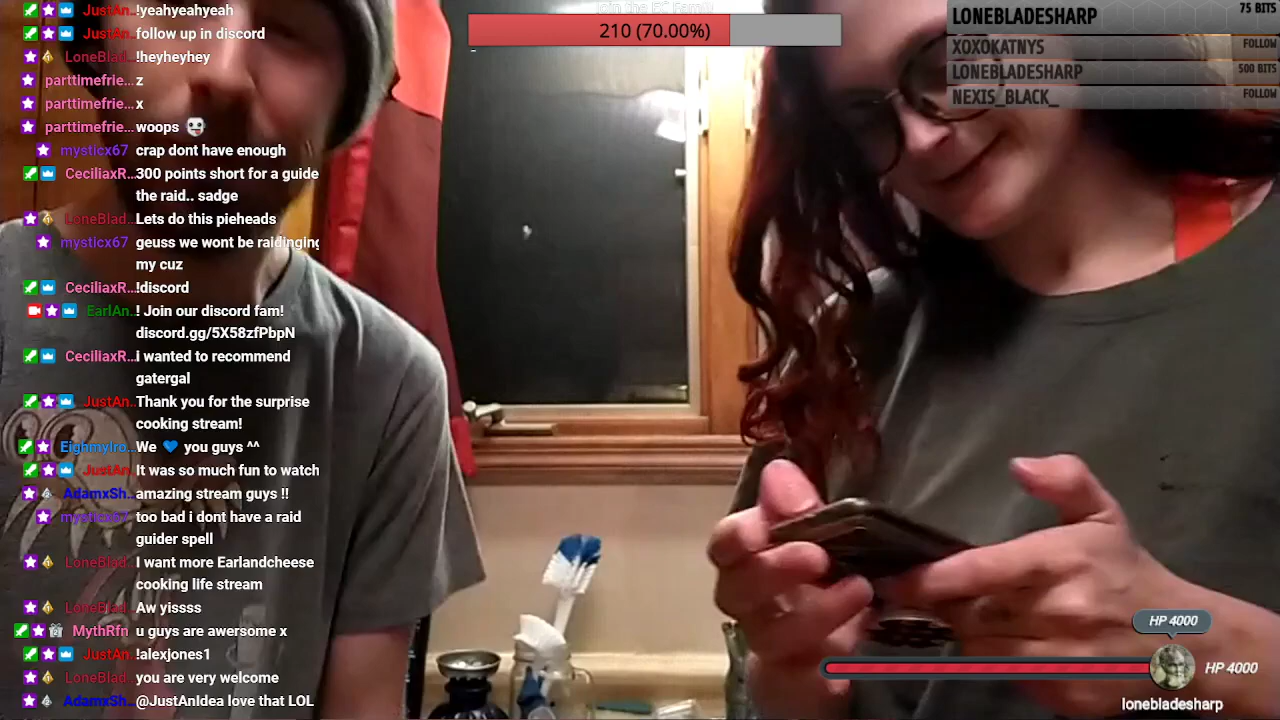 JustAn... !yeahyeahyeah
JustAn... follow up in discord
LoneBlad... !heyheyhey
parttimefrie... z
parttimefrie... x
parttimefrie... woops
mysticx67 crap dont have enough
CeciliaxR... 300 points short for a guide
the raid.. sadge
LoneBlad... Lets do this pieheads
mysticx67 geuss we wont be raidinging
my cuz
CeciliaxR... !discord
EarlAn... ! Join our discord fam!
discord.gg/5X58zfPbpN
CeciliaxR... i wanted to recommend
gatergal
JustAn... Thank you for the surprise
cooking stream!
Eighmylro... We 💙 you guys ^^
JustAn... It was so much fun to watch
AdamxSh... amazing stream guys !!
mysticx67 too bad i dont have a raid
guider spell
LoneBlad... I want more Earlandcheese
cooking life stream
LoneBlad... Aw yissss
MythRfn u guys are awersome x
JustAn... !alexjones1
LoneBlad... you are very welcome
AdamxSh... @JustAnIdea love that LOL
Join the EC Fam!!
210 (70.00%)
LONEBLADESHARP 75 BITS
XOXOKATNYS FOLLOW
LONEBLADESHARP 500 BITS
NEXIS_BLACK_ FOLLOW
HP 4000
HP 4000
lonebladesharp